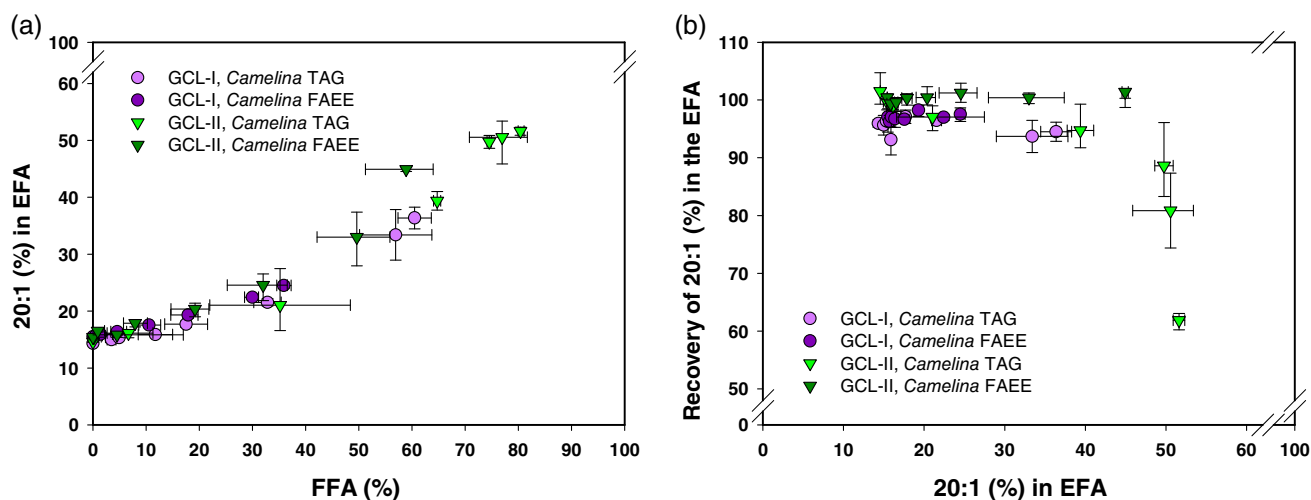 (a)
100
60
50
40
30
20
10
0
20:1 (%) in EFA
GCL-I, Camelina TAG
GCL-I, Camelina FAEE
GCL-II, Camelina TAG
GCL-II, Camelina FAEE
0 10 20 30 40 50 60 70 80 90 100
FFA (%)
(b)
110
100
90
80
70
60
50
0
Recovery of 20:1 (%) in the EFA
GCL-I, Camelina TAG
GCL-I, Camelina FAEE
GCL-II, Camelina TAG
GCL-II, Camelina FAEE
0 10 20 30 40 50 60 100
20:1 (%) in EFA